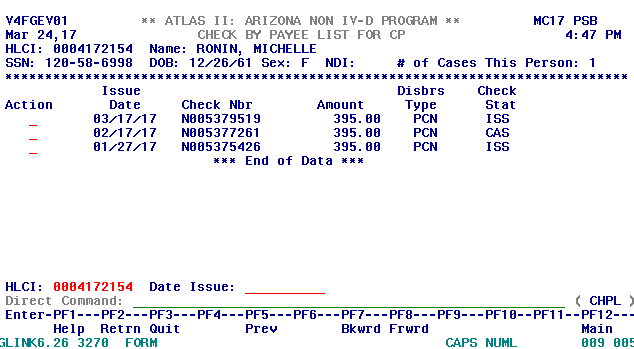 V4FGEV01 ** ATLAS II: ARIZONA NON IV-D PROGRAM ** MC17 PSB
Mar 24,17 CHECK BY PAYEE LIST FOR CP 4:47 PM
HLCI: 0004172154 Name: RONIN, MICHELLE
SSN: 120-58-6998 DOB: 12/26/61 Sex: F NDI: # of Cases This Person: 1
*******************************************************************************
Issue Disbrs Check
Action Date Check Nbr Amount Type Stat
_ 03/17/17 N005379519 395.00 PCN ISS
_ 02/17/17 N005377261 395.00 PCN CAS
_ 01/27/17 N005375426 395.00 PCN ISS
*** End of Data ***
HLCI: 0004172154 Date Issue: __________
Direct Command: ______________________________________________________ ( CHPL )
Enter-PF1---PF2---PF3---PF4---PF5---PF6---PF7---PF8---PF9---PF10--PF11--PF12---
Help Retrn Quit Prev Bkwrd Frwrd Main
GLINK6.26 3270 FORM CAPS NUML 009 005